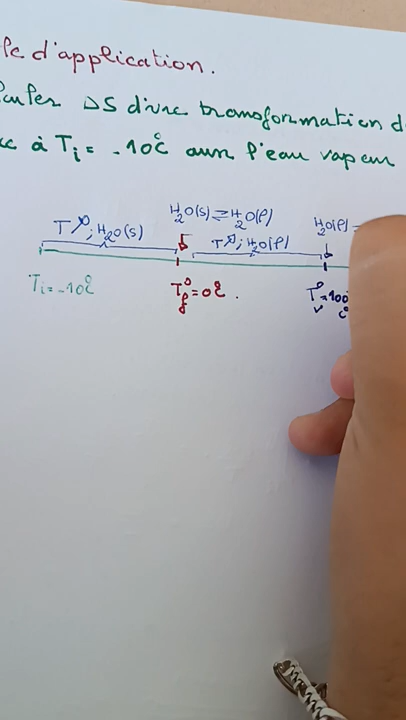 le d'application.
culer ΔS d'une transformation d
ce à Ti = -10°C aun l'eau vapeur
T↗; H2O(s) H2O(s) ⇌ H2O(l) T↗; H2O(l) H2O(l)
Ti = -10°C T°f = 0°C. T°v = 100°C